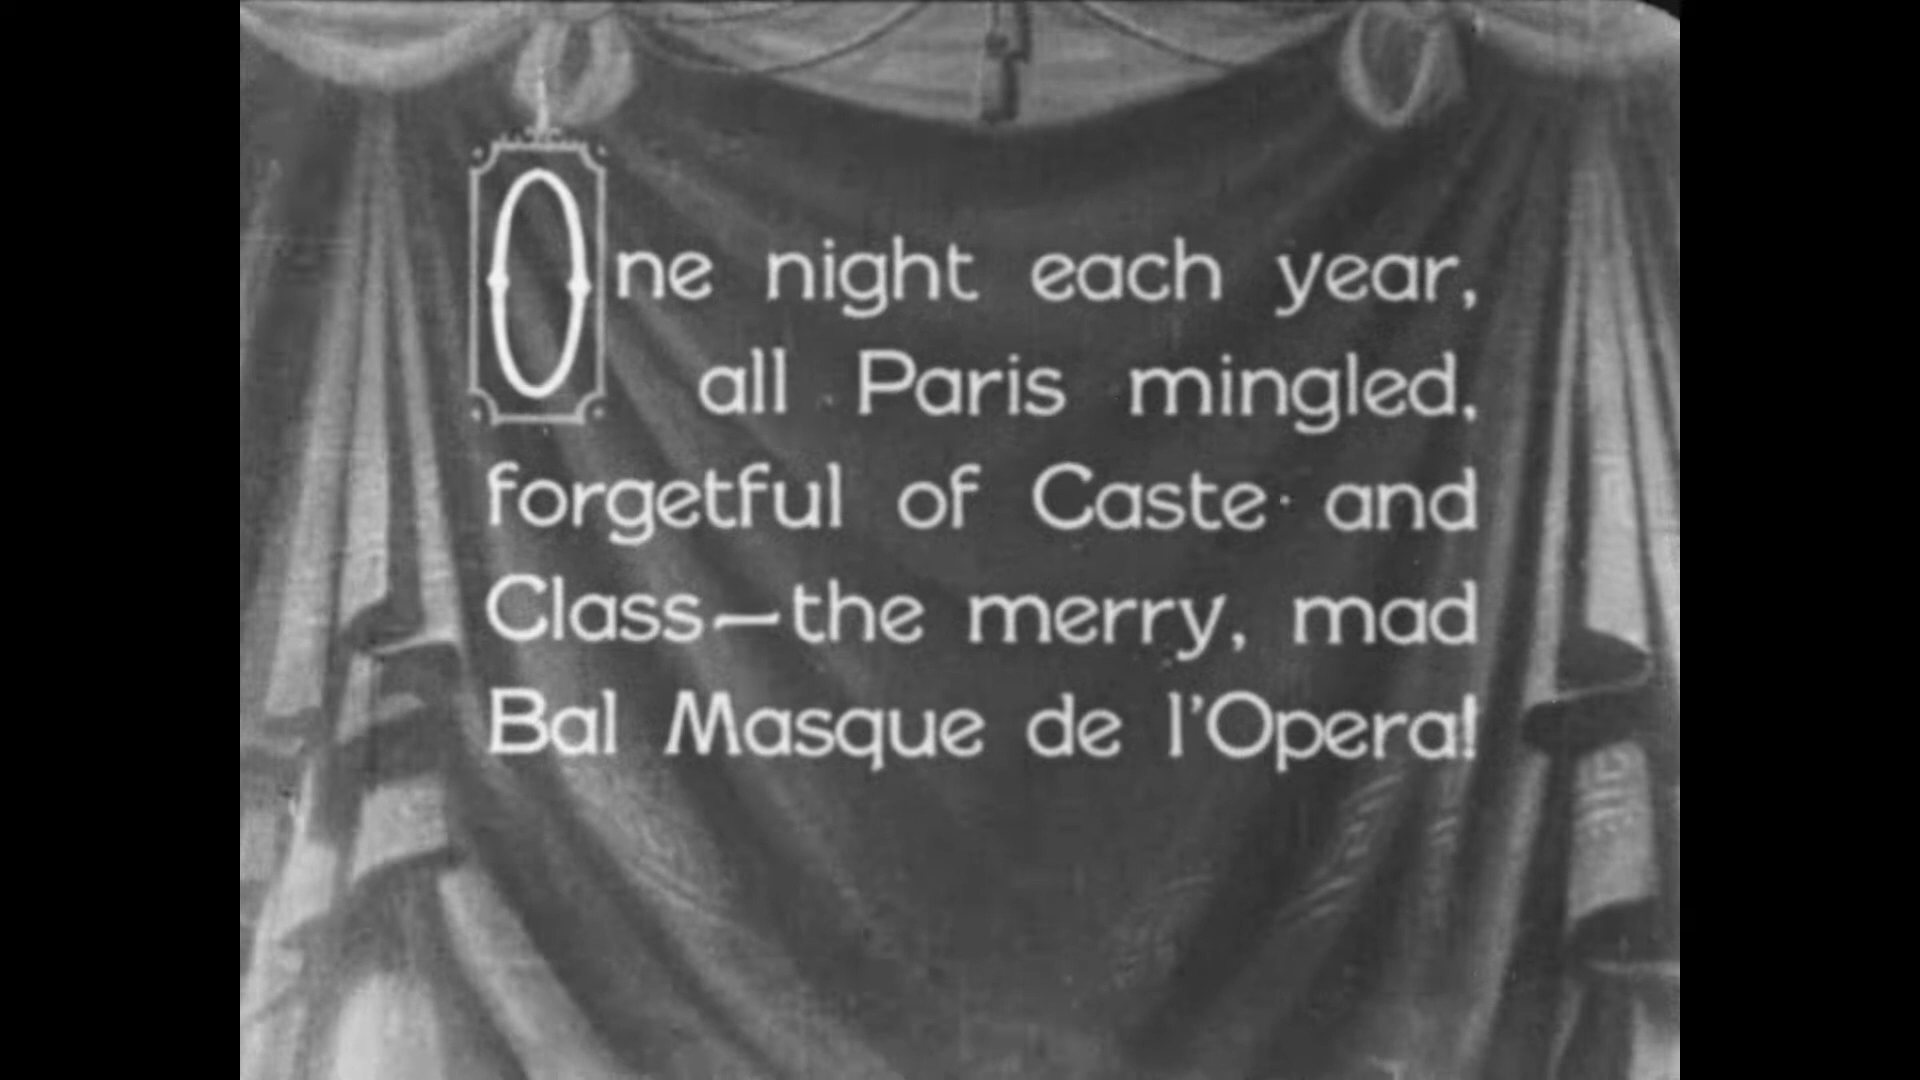 One night each year,
all Paris mingled,
forgetful of Caste and
Class—the merry, mad
Bal Masque de l'Opera!